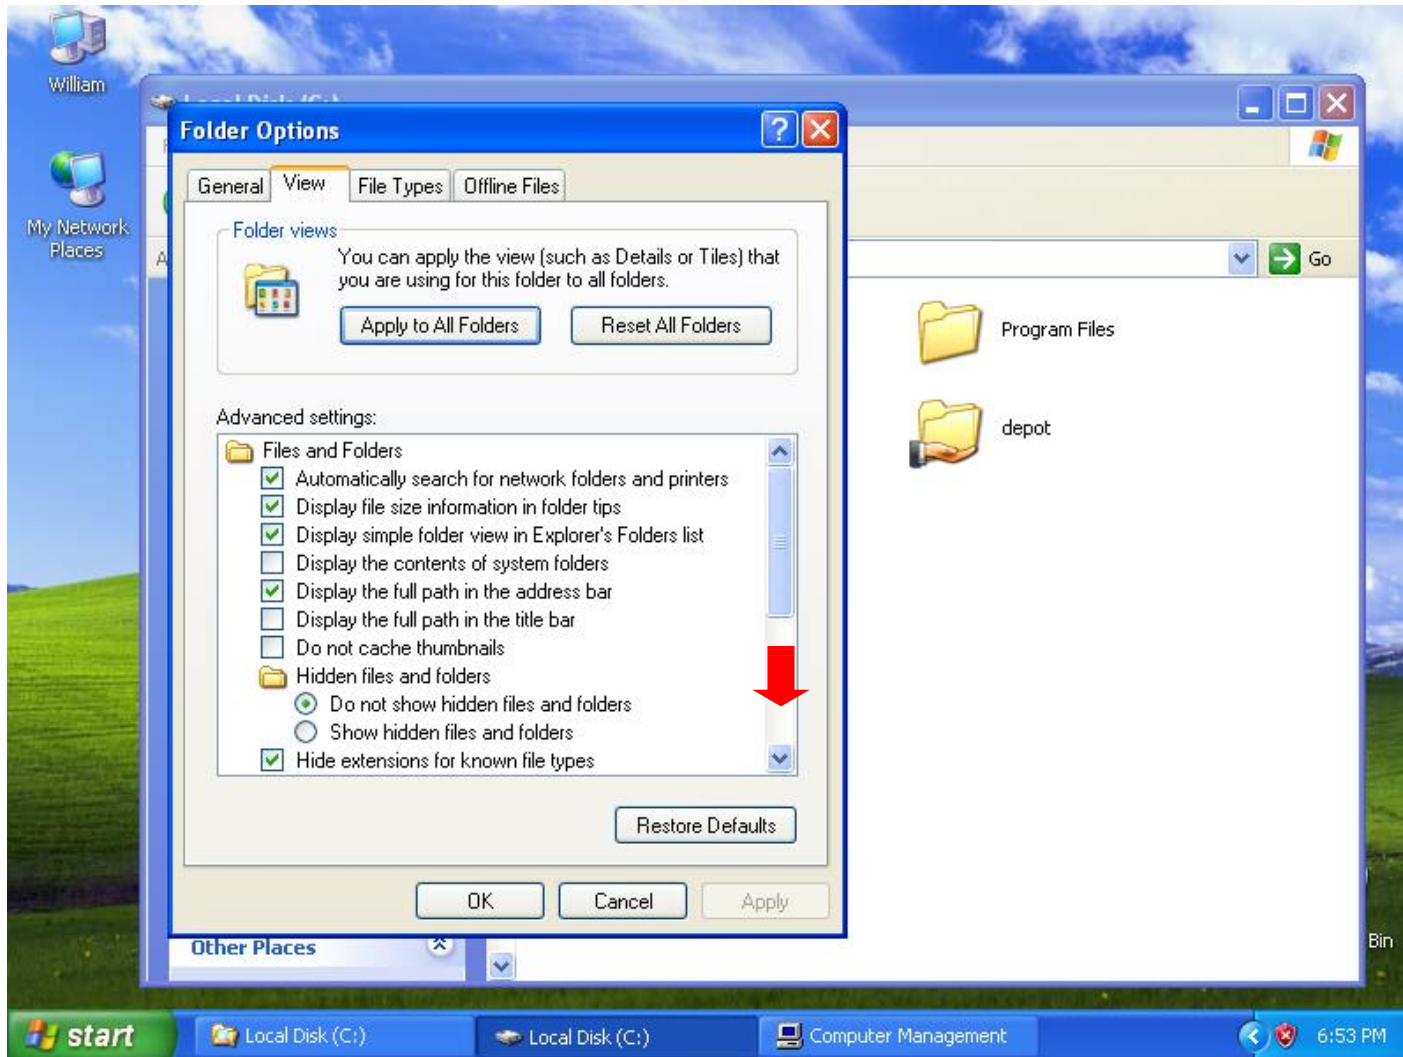 William
My Network
Places
Local Disk (C:)
Folder Options
General
View
File Types
Offline Files
Folder views
You can apply the view (such as Details or Tiles) that
you are using for this folder to all folders.
Apply to All Folders
Reset All Folders
Advanced settings:
Files and Folders
Automatically search for network folders and printers
Display file size information in folder tips
Display simple folder view in Explorer's Folders list
Display the contents of system folders
Display the full path in the address bar
Display the full path in the title bar
Do not cache thumbnails
Hidden files and folders
Do not show hidden files and folders
Show hidden files and folders
Hide extensions for known file types
Restore Defaults
OK
Cancel
Apply
Go
Program Files
depot
Other Places
Bin
start
Local Disk (C:)
Local Disk (C:)
Computer Management
6:53 PM